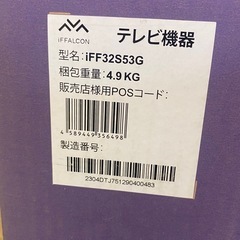 iFFALCON
テレビ機器
型名: iFF32S53G
梱包重量: 4.9 KG
販売店様用POSコード:
4 589449 356498
製造番号:
2304DTJ751290400483